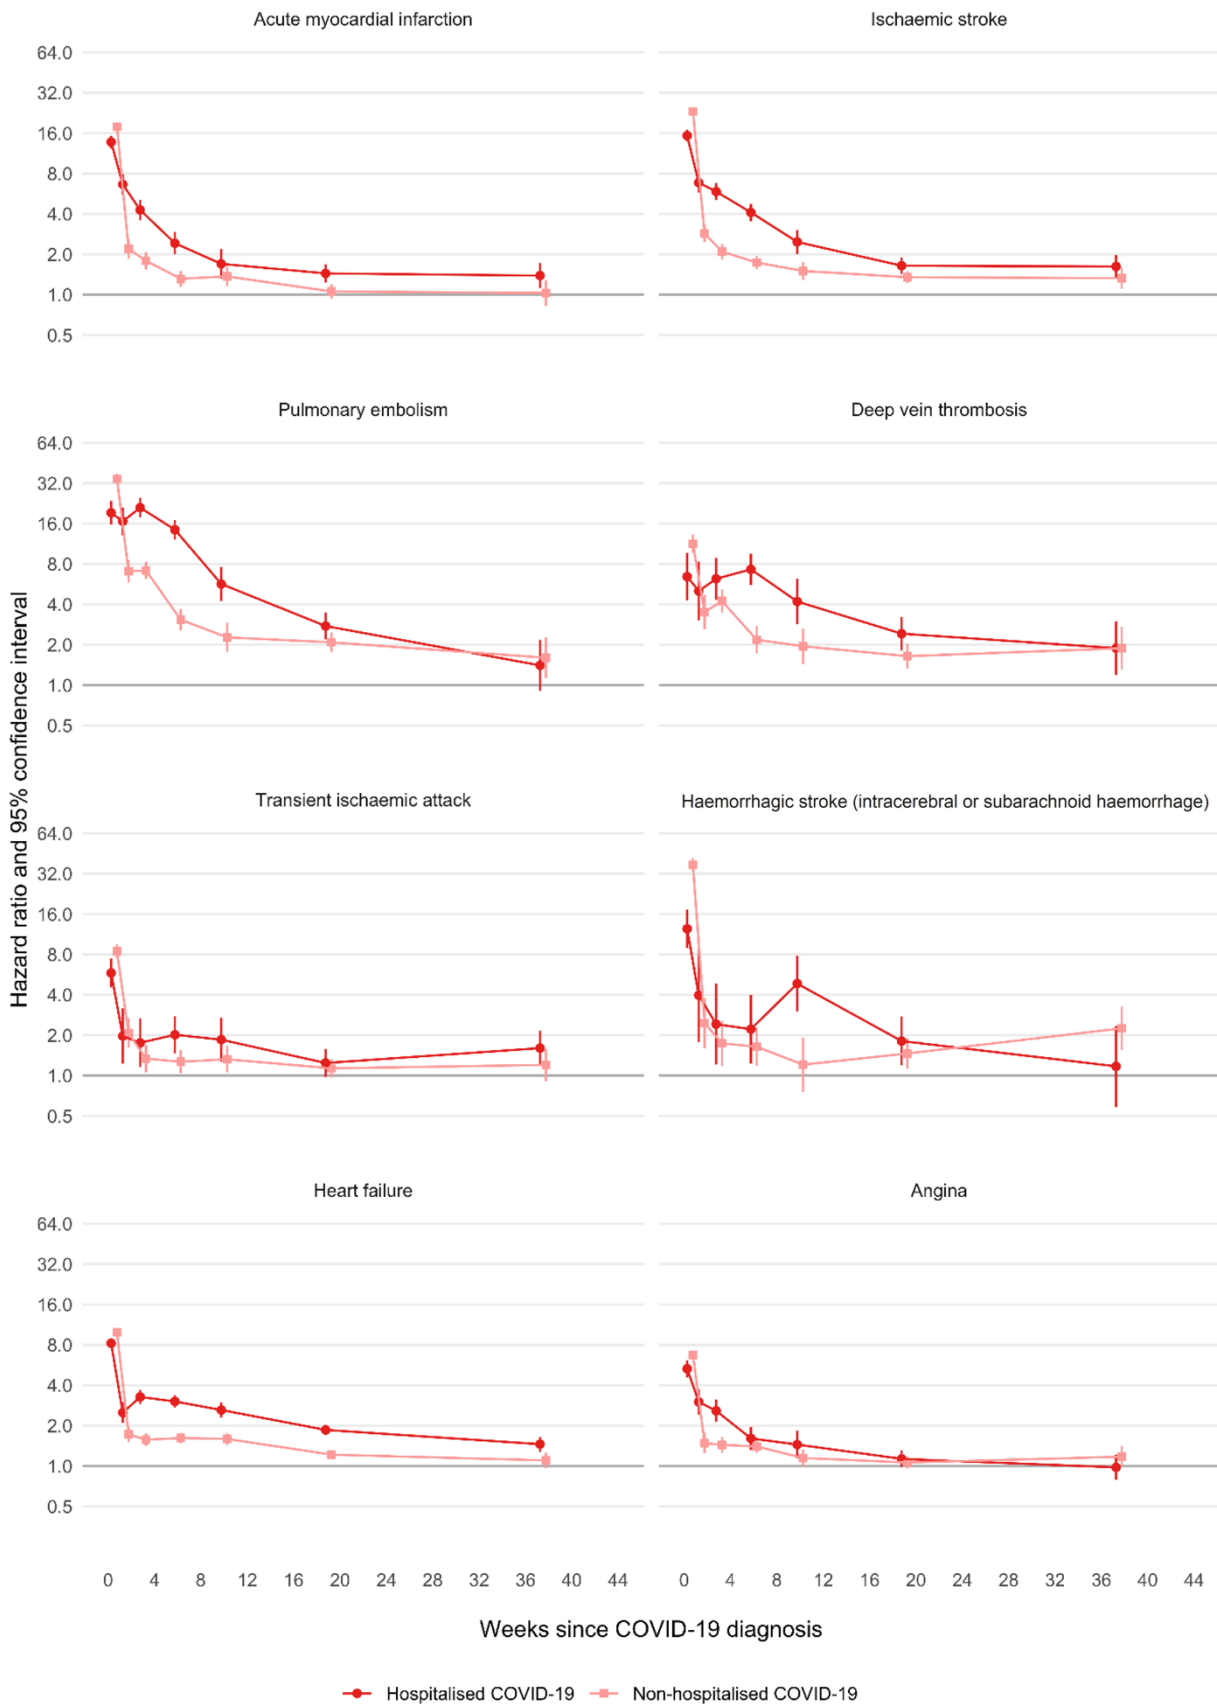 Acute myocardial infarction
Ischaemic stroke
64.0
32.0
16.0
8.0
4.0
2.0
1.0
0.5
Pulmonary embolism
Deep vein thrombosis
64.0
32.0
16.0
8.0
4.0
2.0
1.0
0.5
Hazard ratio and 95% confidence interval
Transient ischaemic attack
Haemorrhagic stroke (intracerebral or subarachnoid haemorrhage)
64.0
32.0
16.0
8.0
4.0
2.0
1.0
0.5
Heart failure
Angina
64.0
32.0
16.0
8.0
4.0
2.0
1.0
0.5
0 4 8 12 16 20 24 28 32 36 40 44
0 4 8 12 16 20 24 28 32 36 40 44
Weeks since COVID-19 diagnosis
Hospitalised COVID-19 Non-hospitalised COVID-19